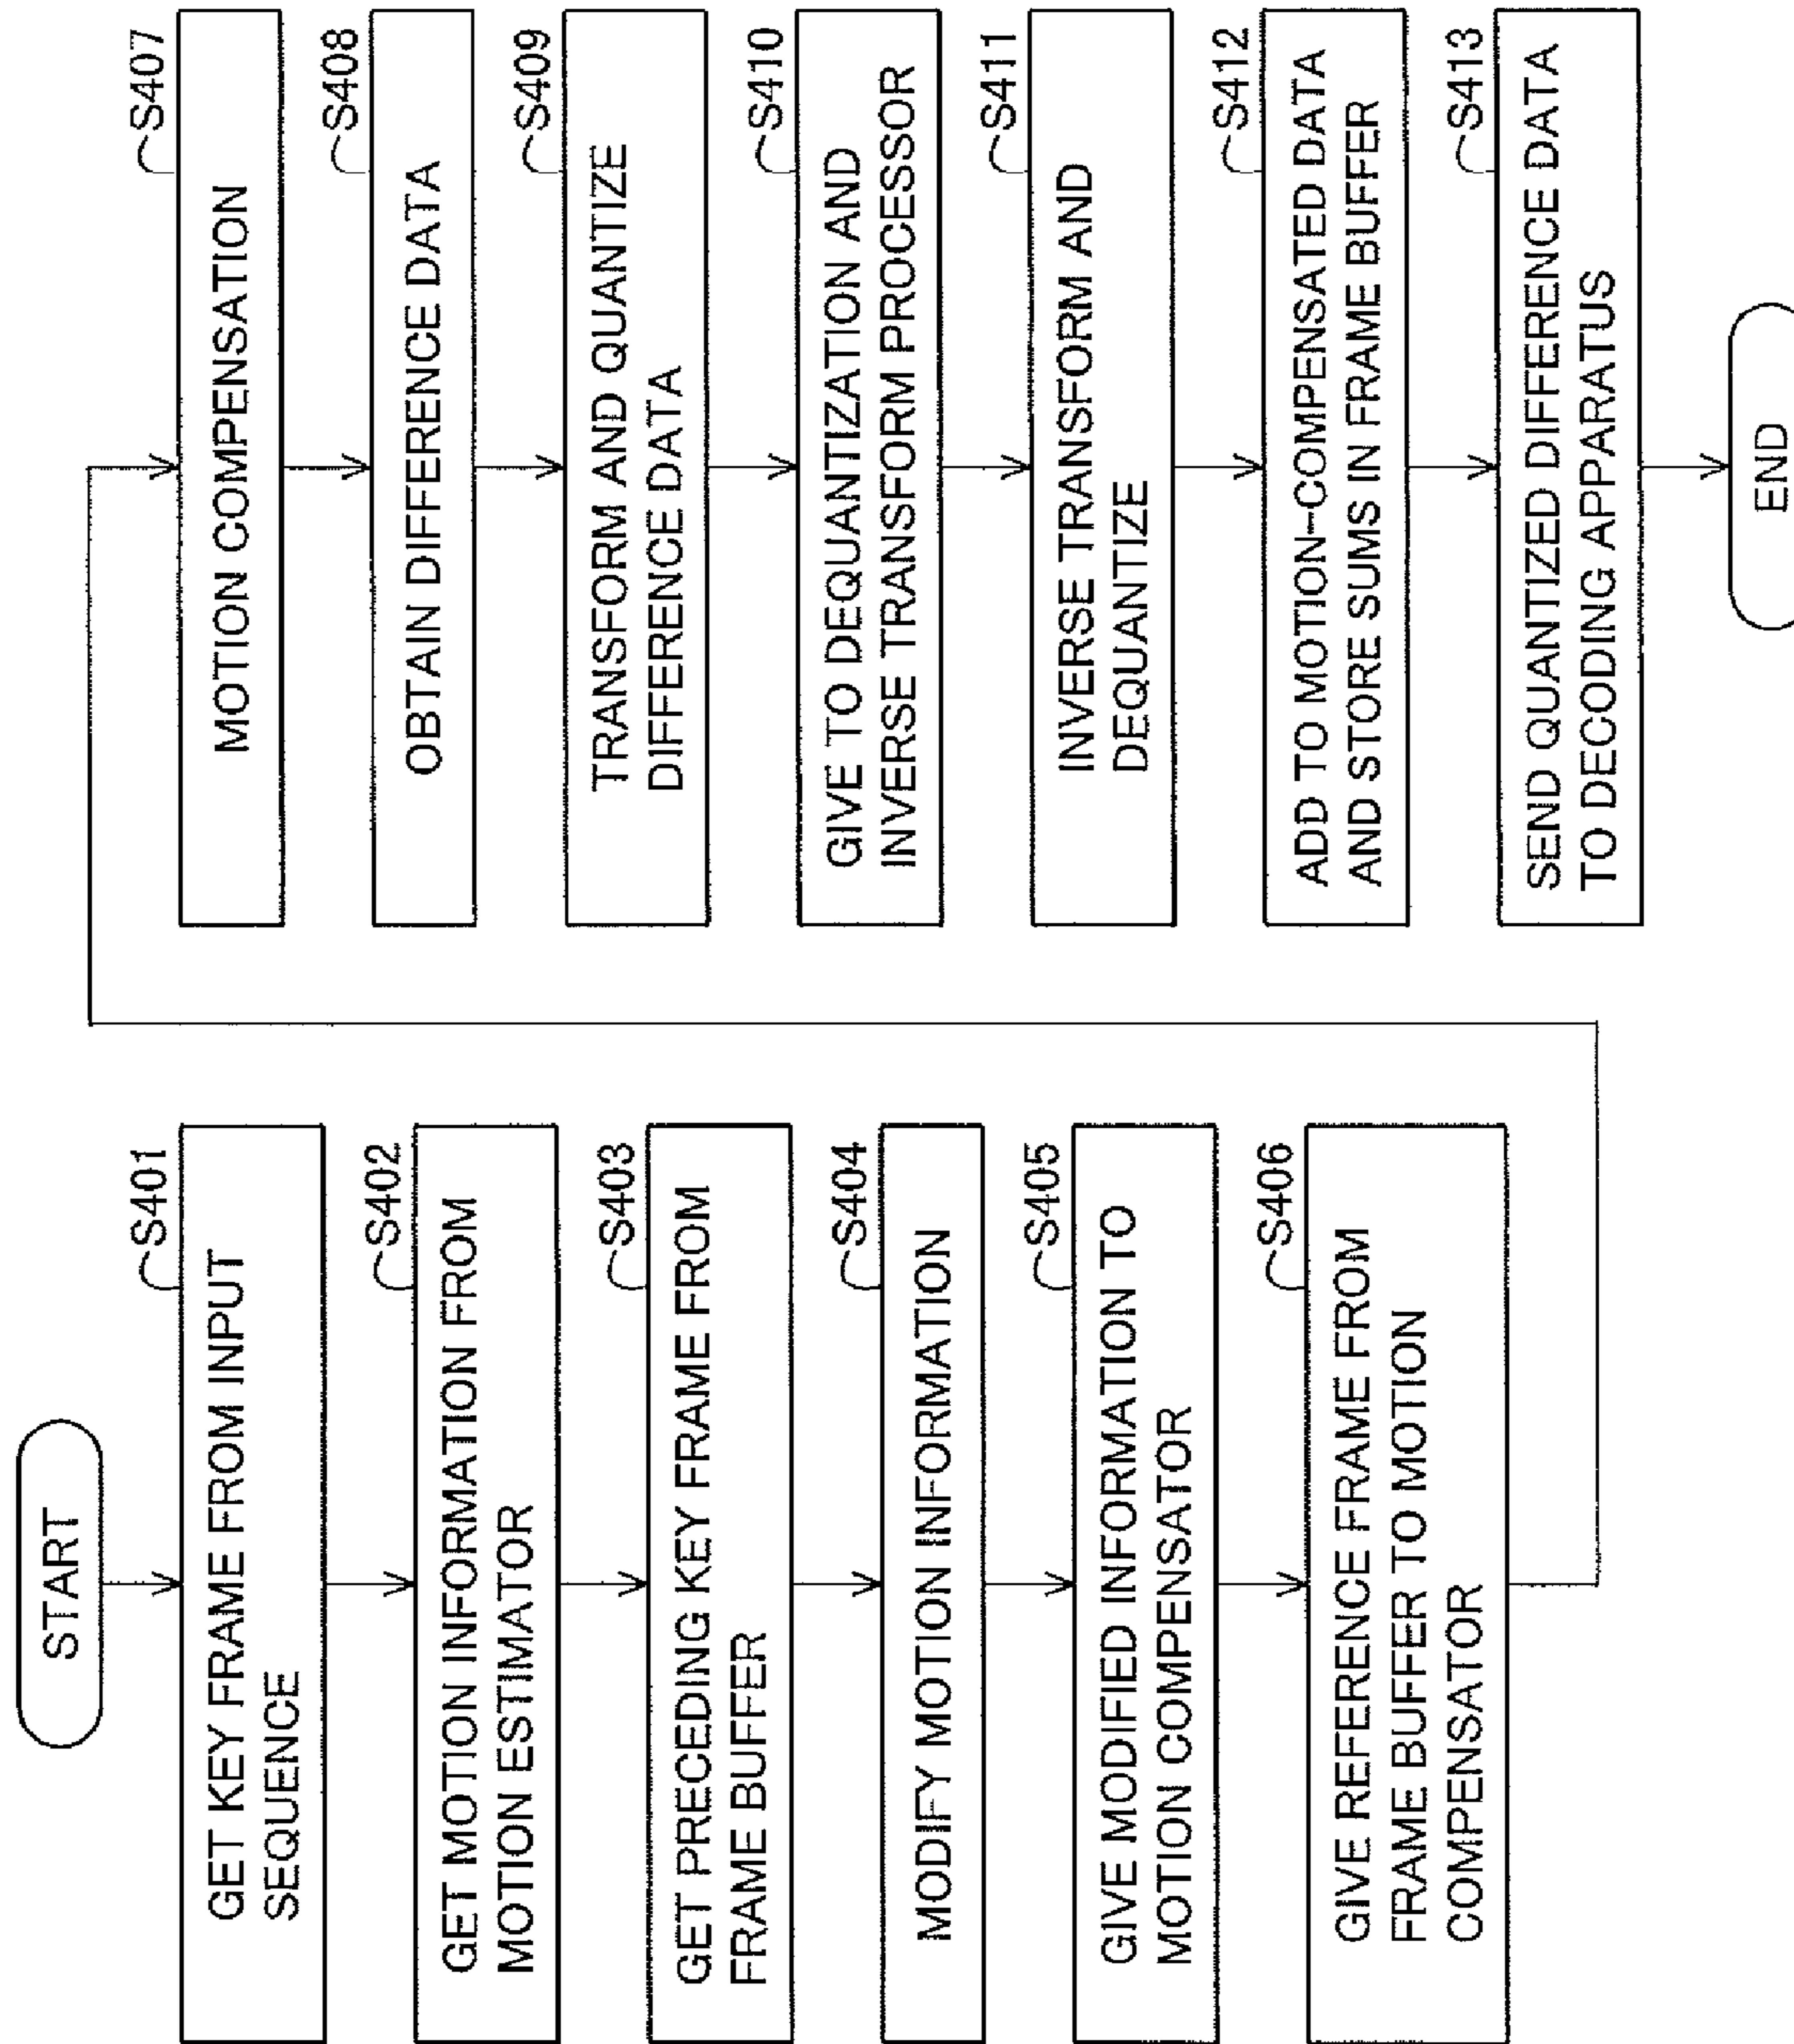 START
S401
GET KEY FRAME FROM INPUT
SEQUENCE
S402
GET MOTION INFORMATION FROM
MOTION ESTIMATOR
S403
GET PRECEDING KEY FRAME FROM
FRAME BUFFER
S404
MODIFY MOTION INFORMATION
S405
GIVE MODIFIED INFORMATION TO
MOTION COMPENSATOR
S406
GIVE REFERENCE FRAME FROM
FRAME BUFFER TO MOTION
COMPENSATOR
S407
MOTION COMPENSATION
S408
OBTAIN DIFFERENCE DATA
S409
TRANSFORM AND QUANTIZE
DIFFERENCE DATA
S410
GIVE TO DEQUANTIZATION AND
INVERSE TRANSFORM PROCESSOR
S411
INVERSE TRANSFORM AND
DEQUANTIZE
S412
ADD TO MOTION-COMPENSATED DATA
AND STORE SUMS IN FRAME BUFFER
S413
SEND QUANTIZED DIFFERENCE DATA
TO DECODING APPARATUS
END